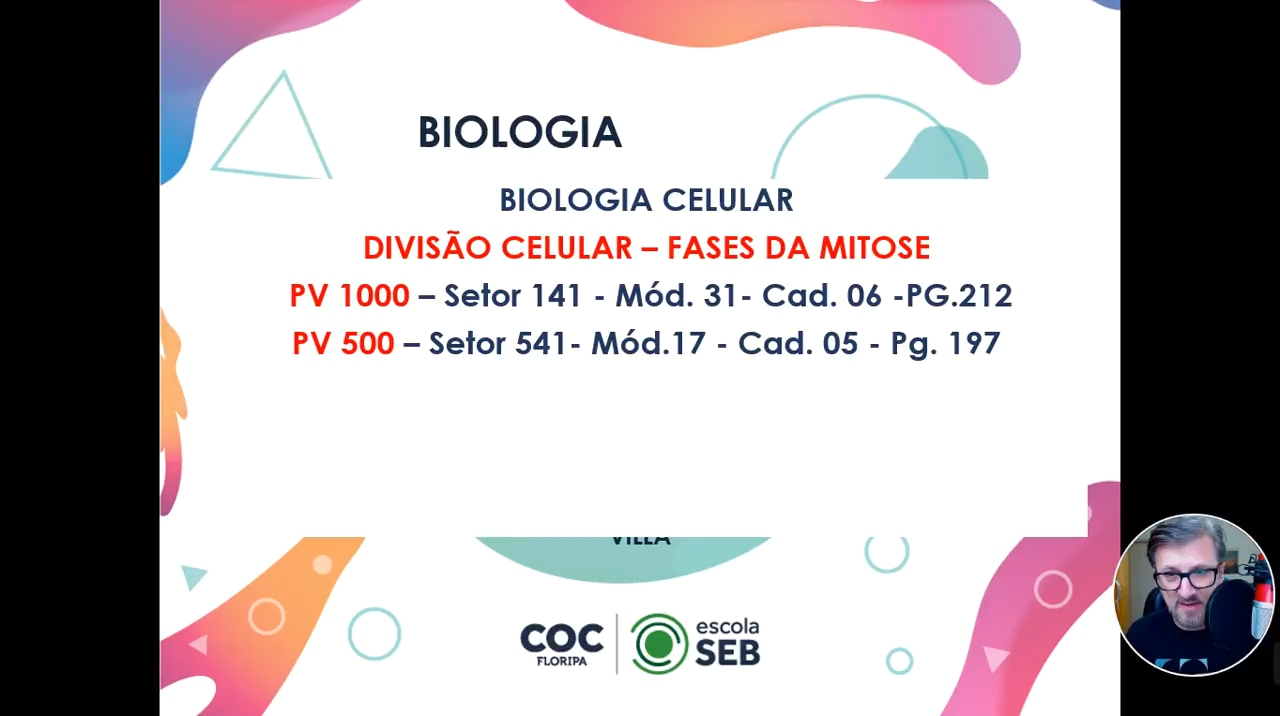 BIOLOGIA
BIOLOGIA CELULAR
DIVISÃO CELULAR – FASES DA MITOSE
PV 1000 – Setor 141 - Mód. 31- Cad. 06 -PG.212
PV 500 – Setor 541- Mód.17 - Cad. 05 - Pg. 197
VILLA
COC
FLORIPA
escola
SEB